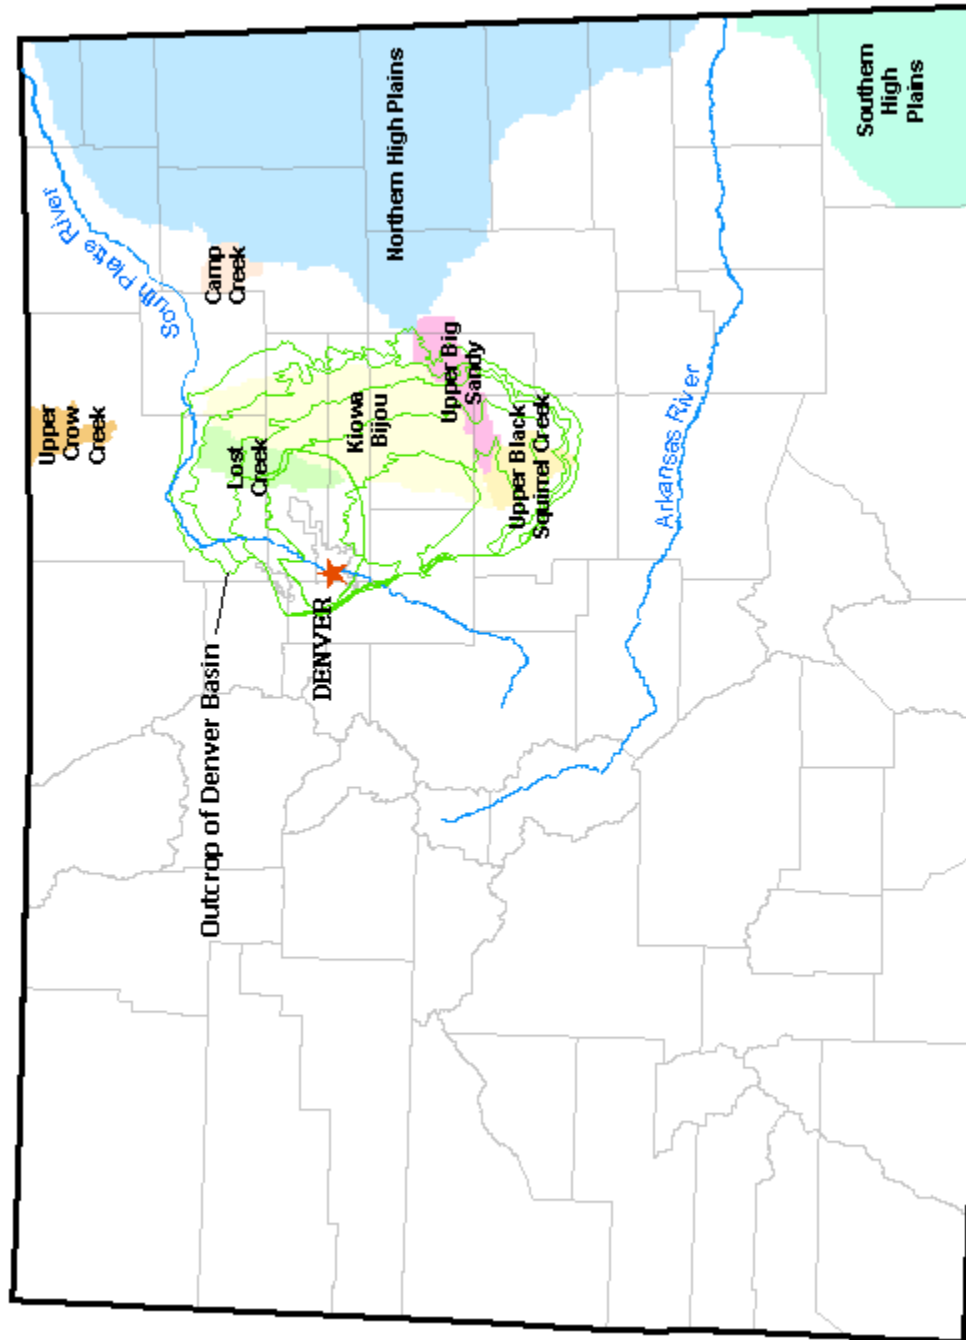 Upper
Crow
Creek
South Platte River
Camp
Creek
Outcrop of Denver Basin
Lost
Creek
DENVER
Kiowa
Bijou
Northern High Plains
Upper Big
Sandy
Upper Black
Squirrel Creek
Arkansas River
Southern
High
Plains